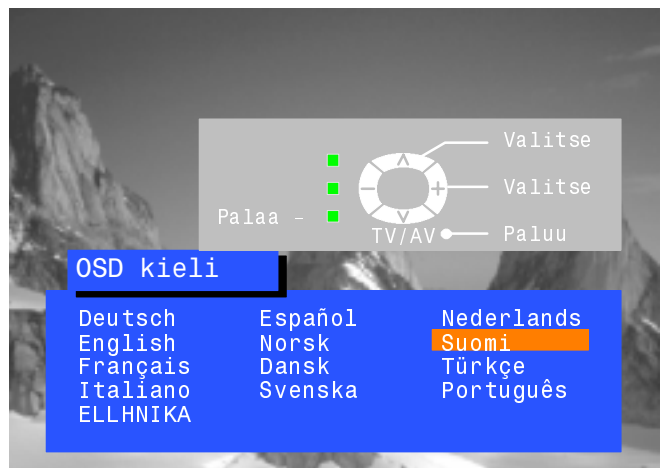 Valitse
Valitse
Palaa –
TV/AV Paluu
OSD kieli
Deutsch Español Nederlands
English Norsk Suomi
Français Dansk Türkçe
Italiano Svenska Português
ELLHNIKA